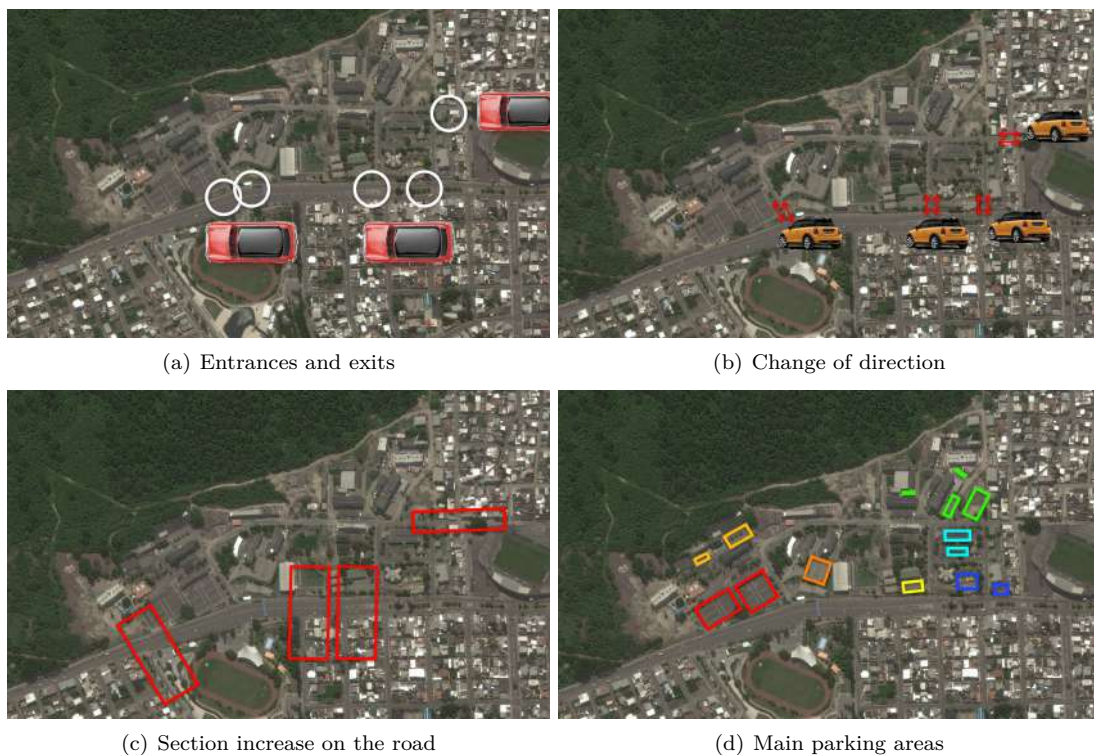 (a) Entrances and exits
(b) Change of direction
(c) Section increase on the road
(d) Main parking areas